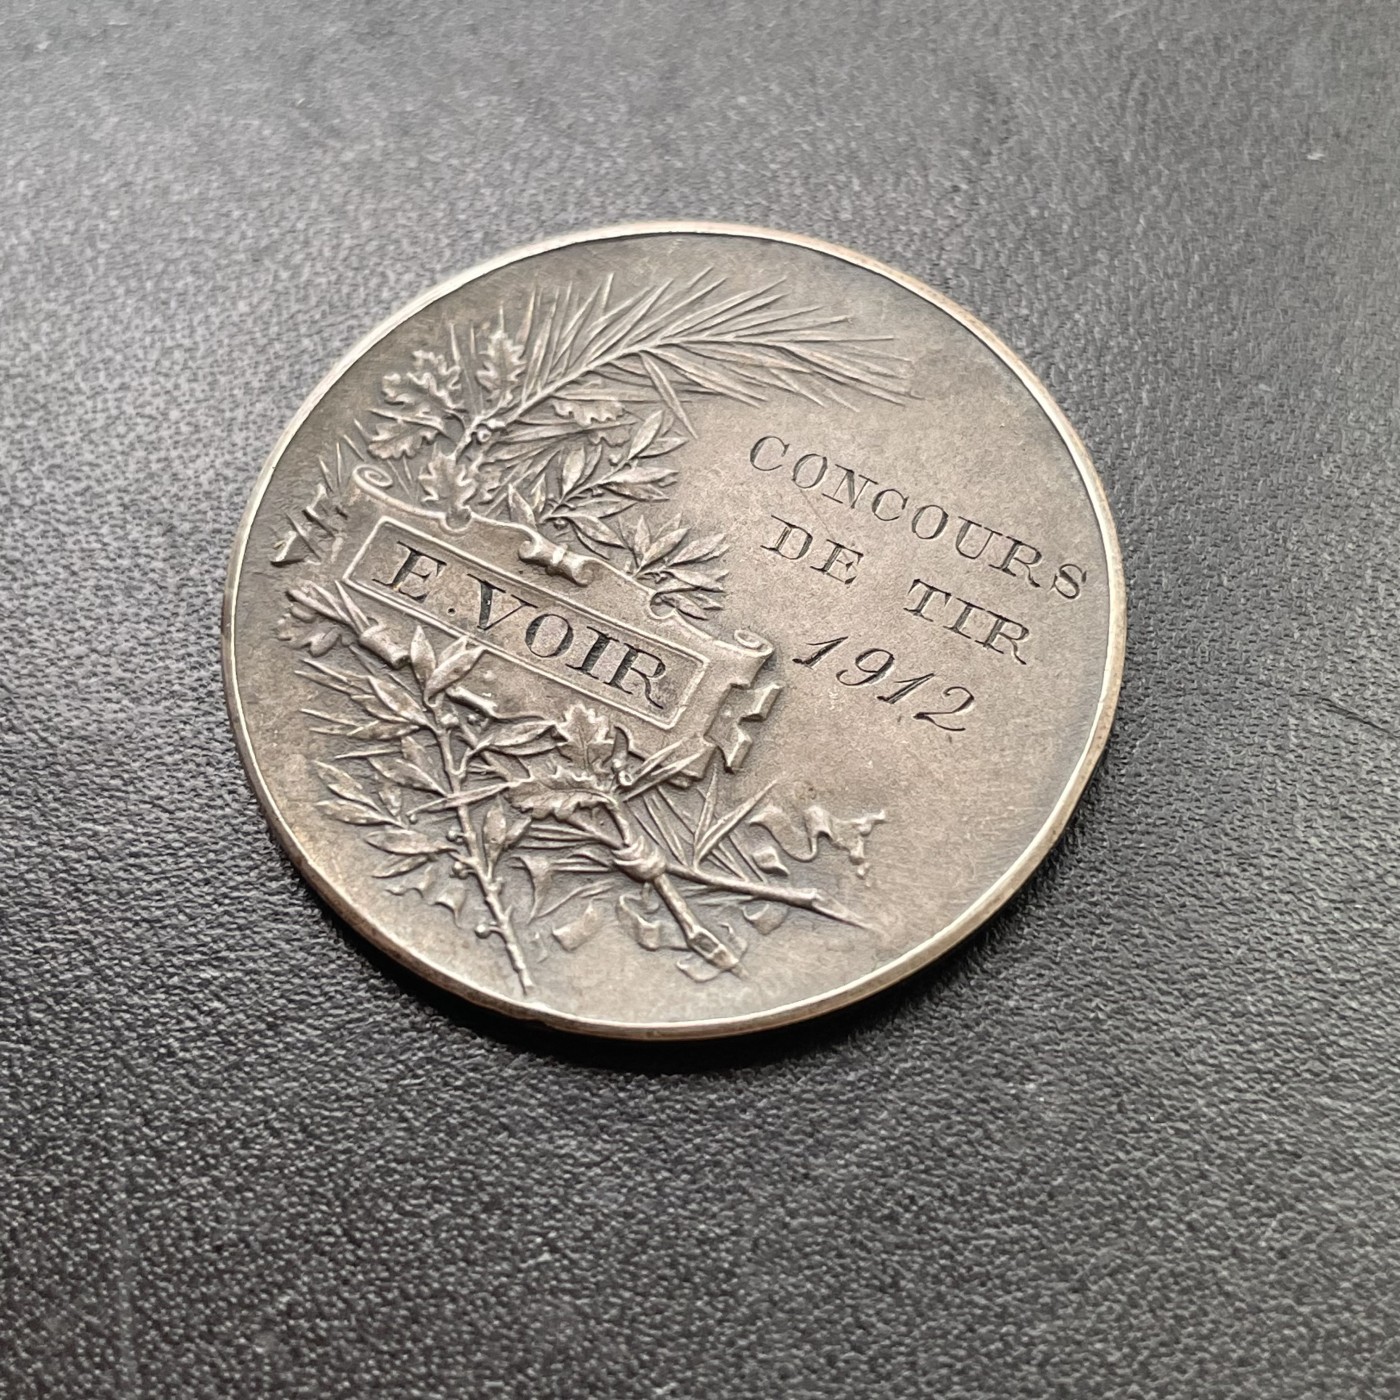 E. VOIR
CONCOURS
DE TIR
1912